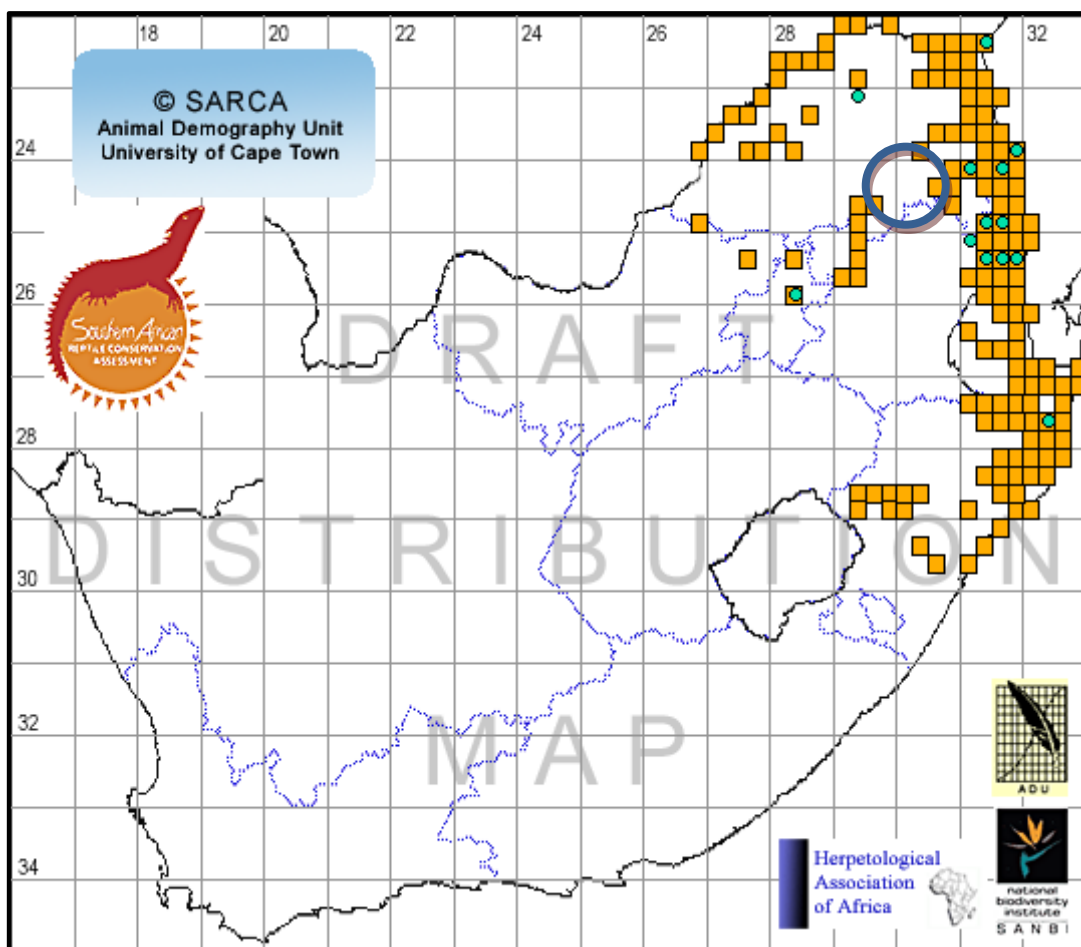 18 20 22 24 26 28 32
© SARCA
Animal Demography Unit
University of Cape Town
24
26
Southern African
REPTILE CONSERVATION
ASSESSMENT
DRAFT
28
DISTRIBUTION
30
32
MAP
ADU
34
Herpetological
Association
of Africa
national
biodiversity
institute
SANBI